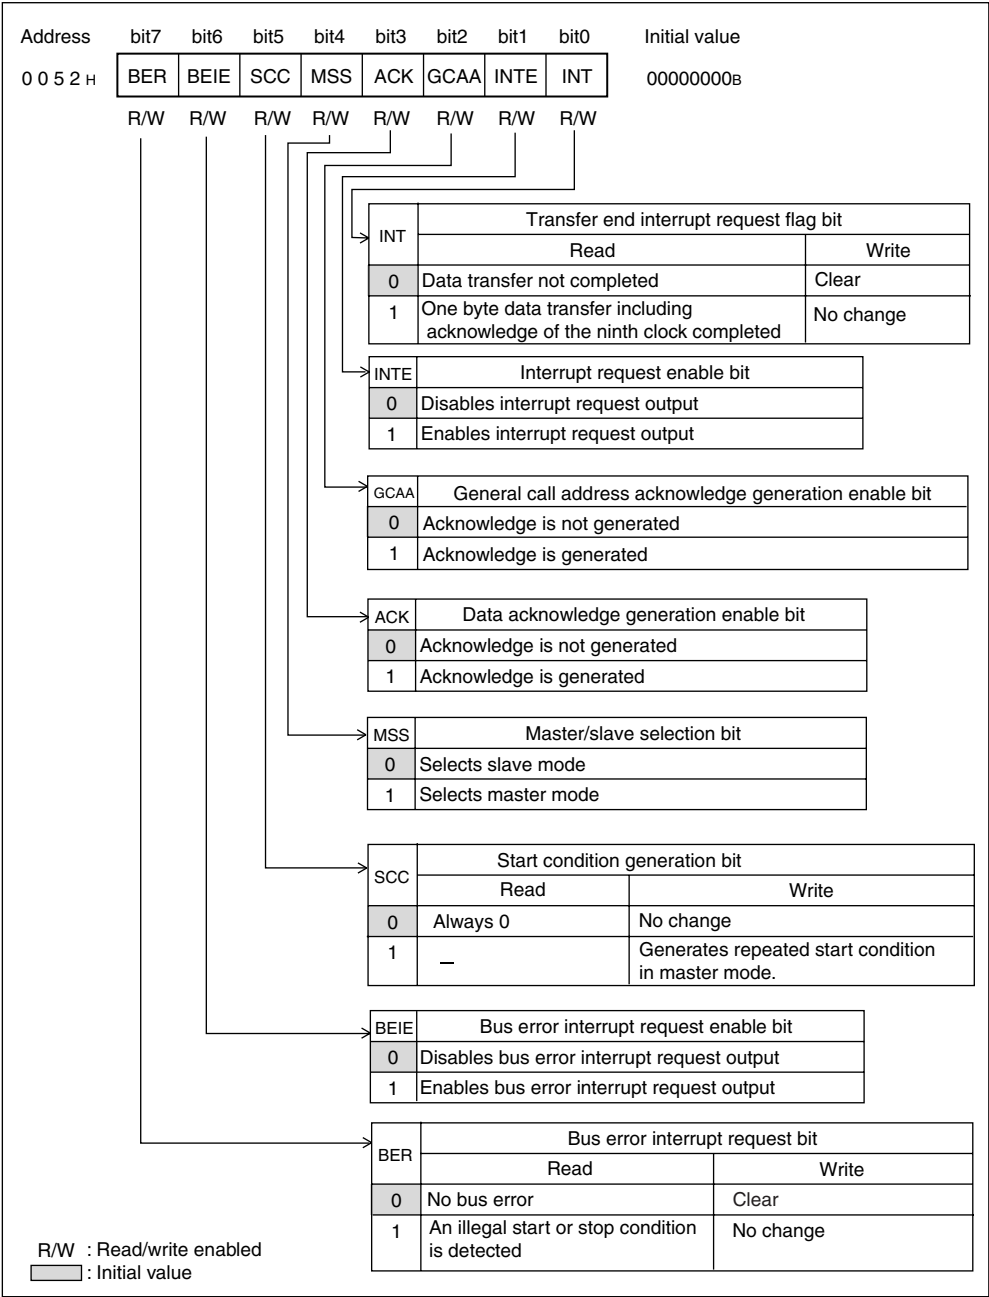 Address bit7 bit6 bit5 bit4 bit3 bit2 bit1 bit0 Initial value
0 0 5 2 H BER BEIE SCC MSS ACK GCAA INTE INT 00000000B
R/W R/W R/W R/W R/W R/W R/W R/W
INT Transfer end interrupt request flag bit
Read Write
0 Data transfer not completed Clear
1 One byte data transfer including
acknowledge of the ninth clock completed No change
INTE Interrupt request enable bit
0 Disables interrupt request output
1 Enables interrupt request output
GCAA General call address acknowledge generation enable bit
0 Acknowledge is not generated
1 Acknowledge is generated
ACK Data acknowledge generation enable bit
0 Acknowledge is not generated
1 Acknowledge is generated
MSS Master/slave selection bit
0 Selects slave mode
1 Selects master mode
SCC Start condition generation bit
Read Write
0 Always 0 No change
1 – Generates repeated start condition
in master mode.
BEIE Bus error interrupt request enable bit
0 Disables bus error interrupt request output
1 Enables bus error interrupt request output
BER Bus error interrupt request bit
Read Write
0 No bus error Clear
1 An illegal start or stop condition No change
is detected
R/W : Read/write enabled
: Initial value